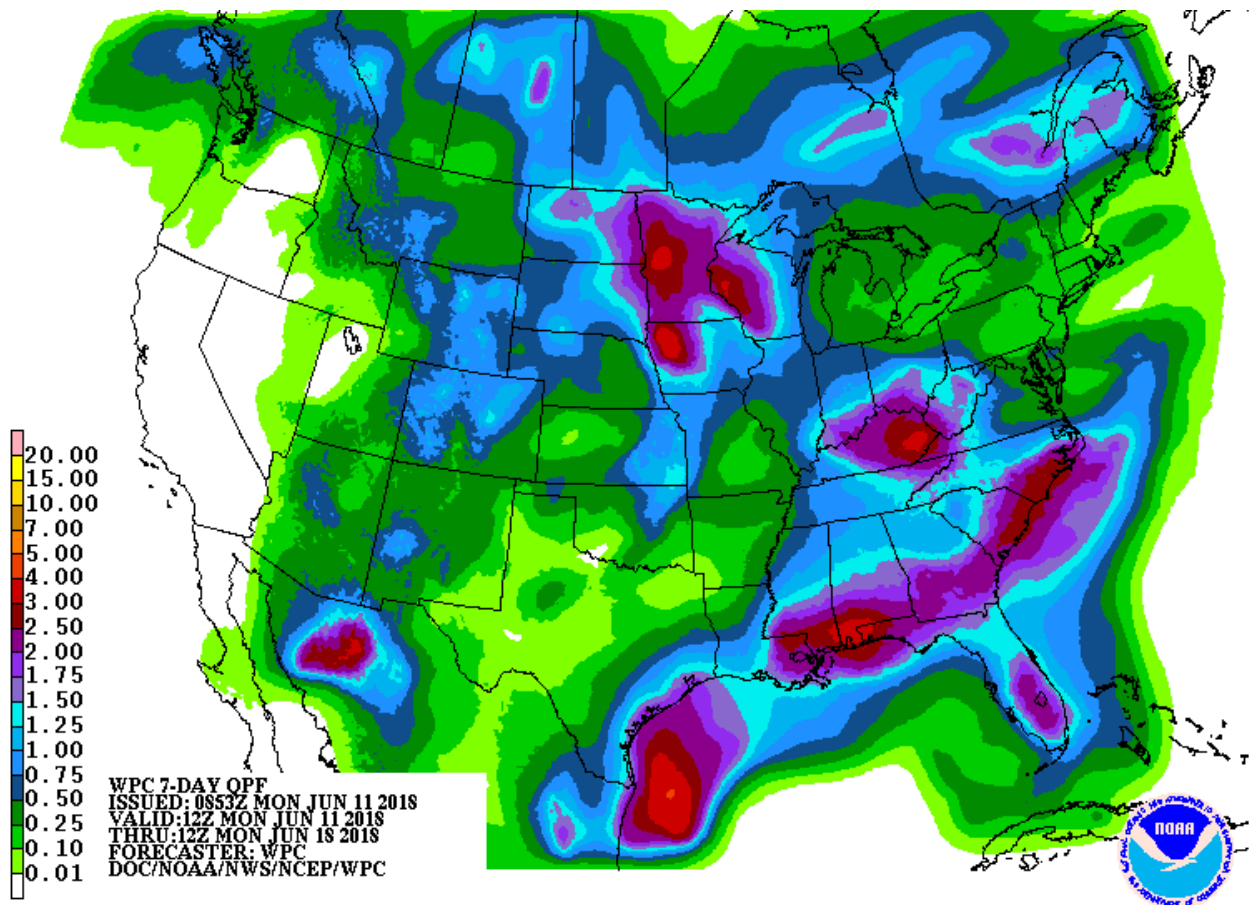 20.00
15.00
10.00
7.00
5.00
4.00
3.00
2.50
2.00
1.75
1.50
1.25
1.00
0.75
0.50
0.25
0.10
0.01
WPC 7-DAY QPF
ISSUED: 0853Z MON JUN 11 2018
VALID:12Z MON JUN 11 2018
THRU:12Z MON JUN 18 2018
FORECASTER: WPC
DOC/NOAA/NWS/NCEP/WPC
NOAA